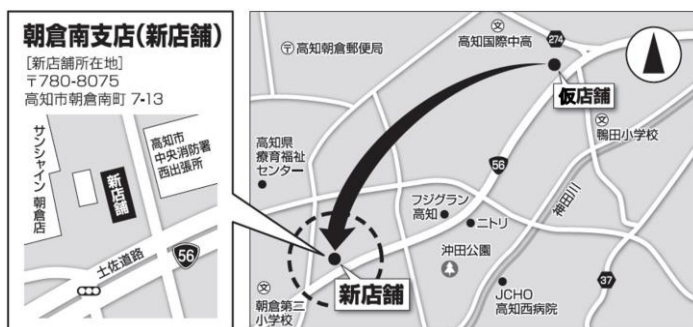 朝倉南支店(新店舗)
[新店舗所在地]
〒780-8075
高知市朝倉南町 7-13
サンシャイン 朝倉店
新店舗
高知市
中央消防署
西出張所
土佐道路
56
〒高知朝倉郵便局
文
高知国際中高
274
仮店舗
文
鴨田小学校
高知県
療育福祉
センター
56
フジグラン
高知
ニトリ
神田川
沖田公園
新店舗
文
朝倉第二
小学校
JCHO
高知西病院
37